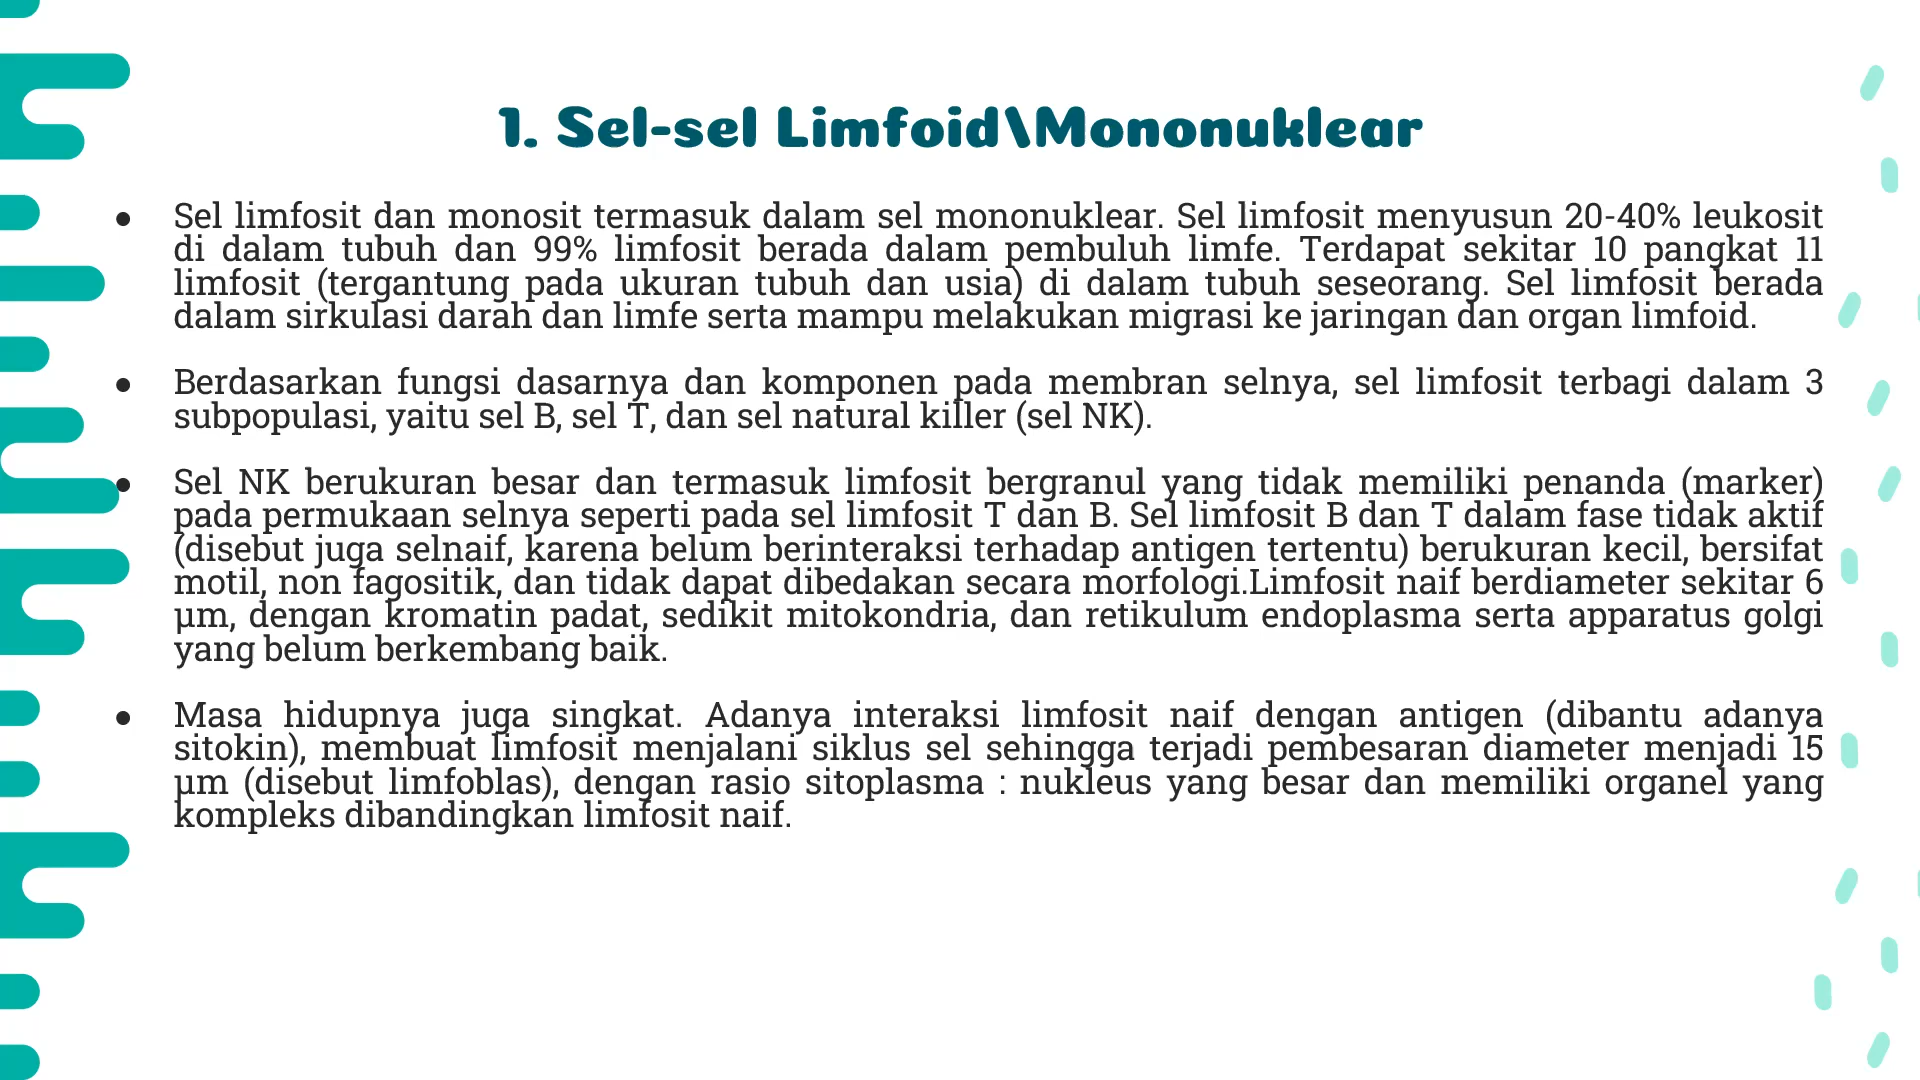 1. Sel-sel Limfoid\Mononuklear
● Sel limfosit dan monosit termasuk dalam sel mononuklear. Sel limfosit menyusun 20-40% leukosit
di dalam tubuh dan 99% limfosit berada dalam pembuluh limfe. Terdapat sekitar 10 pangkat 11
limfosit (tergantung pada ukuran tubuh dan usia) di dalam tubuh seseorang. Sel limfosit berada
dalam sirkulasi darah dan limfe serta mampu melakukan migrasi ke jaringan dan organ limfoid.
● Berdasarkan fungsi dasarnya dan komponen pada membran selnya, sel limfosit terbagi dalam 3
subpopulasi, yaitu sel B, sel T, dan sel natural killer (sel NK).
● Sel NK berukuran besar dan termasuk limfosit bergranul yang tidak memiliki penanda (marker)
pada permukaan selnya seperti pada sel limfosit T dan B. Sel limfosit B dan T dalam fase tidak aktif
(disebut juga selnaif, karena belum berinteraksi terhadap antigen tertentu) berukuran kecil, bersifat
motil, non fagositik, dan tidak dapat dibedakan secara morfologi.Limfosit naif berdiameter sekitar 6
µm, dengan kromatin padat, sedikit mitokondria, dan retikulum endoplasma serta apparatus golgi
yang belum berkembang baik.
● Masa hidupnya juga singkat. Adanya interaksi limfosit naif dengan antigen (dibantu adanya
sitokin), membuat limfosit menjalani siklus sel sehingga terjadi pembesaran diameter menjadi 15
µm (disebut limfoblas), dengan rasio sitoplasma : nukleus yang besar dan memiliki organel yang
kompleks dibandingkan limfosit naif.